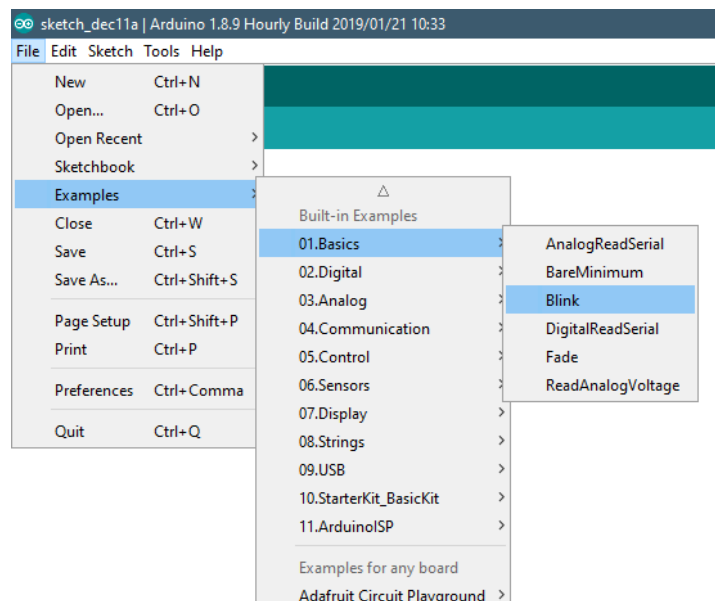 sketch_dec11a | Arduino 1.8.9 Hourly Build 2019/01/21 10:33
File Edit Sketch Tools Help
New Ctrl+N
Open... Ctrl+O
Open Recent
Sketchbook
Examples
Close Ctrl+W
Save Ctrl+S
Save As... Ctrl+Shift+S
Page Setup Ctrl+Shift+P
Print Ctrl+P
Preferences Ctrl+Comma
Quit Ctrl+Q
Built-in Examples
01.Basics
02.Digital
03.Analog
04.Communication
05.Control
06.Sensors
07.Display
08.Strings
09.USB
10.StarterKit_BasicKit
11.ArduinoISP
Examples for any board
Adafruit Circuit Playground
AnalogReadSerial
BareMinimum
Blink
DigitalReadSerial
Fade
ReadAnalogVoltage